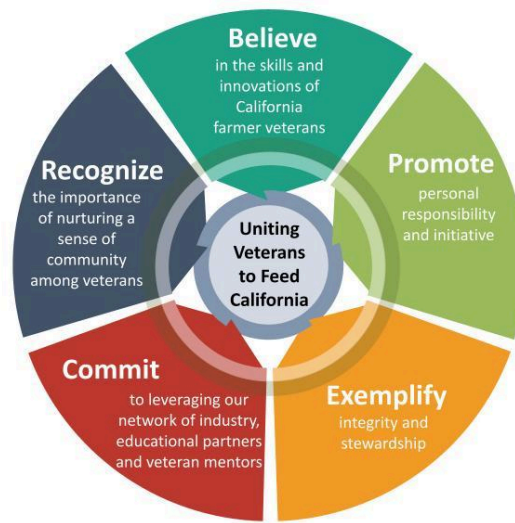 Believe
in the skills and
innovations of
California
farmer veterans
Promote
personal
responsibility
and initiative
Exemplify
integrity and
stewardship
Commit
to leveraging our
network of industry,
educational partners
and veteran mentors
Recognize
the importance
of nurturing a
sense of
community
among veterans
Uniting
Veterans
to Feed
California